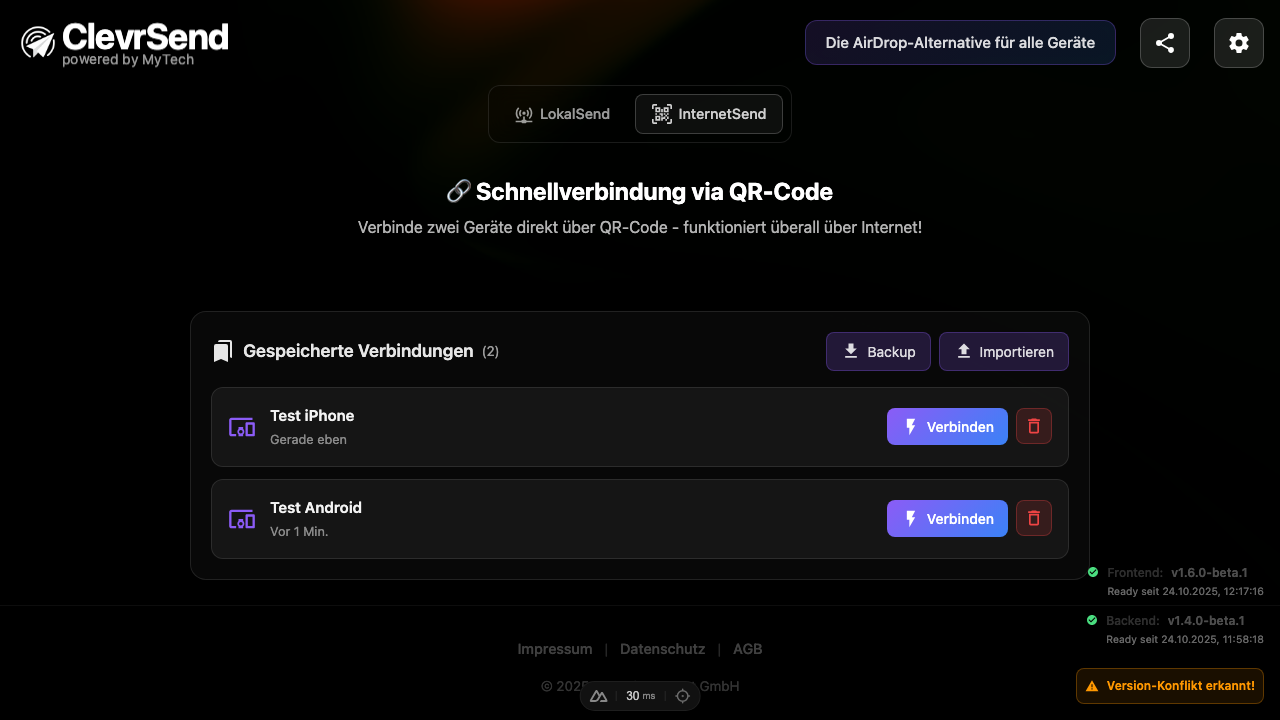 ClevrSend
powered by MyTech
Die AirDrop-Alternative für alle Geräte
LokalSend
InternetSend
Schnellverbindung via QR-Code
Verbinde zwei Geräte direkt über QR-Code - funktioniert überall über Internet!
Gespeicherte Verbindungen (2)
Backup
Importieren
Test iPhone
Gerade eben
Verbinden
Test Android
Vor 1 Min.
Verbinden
Frontend: v1.6.0-beta.1
Ready seit 24.10.2025, 12:17:16
Backend: v1.4.0-beta.1
Ready seit 24.10.2025, 11:58:18
Impressum | Datenschutz | AGB
© GmbH
30 ms
Version-Konflikt erkannt!